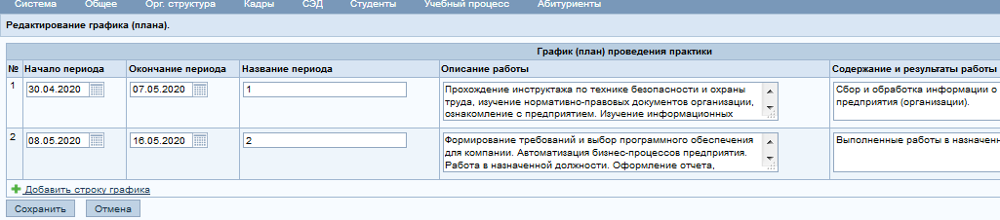 Система Общее Орг. структура Кадры СЭД Студенты Учебный процесс Абитуриенты
Редактирование графика (плана).
График (план) проведения практики
№ Начало периода Окончание периода Название периода Описание работы Содержание и результаты работы
1 30.04.2020 07.05.2020 1 Прохождение инструктажа по технике безопасности и охраны Сбор и обработка информации о
труда, изучение нормативно-правовых документов организации, предприятия (организации).
ознакомление с предприятием. Изучение информационных
2 08.05.2020 16.05.2020 2 Формирование требований и выбор программного обеспечения Выполненные работы в назначенн
для компании. Автоматизация бизнес-процессов предприятия.
Работа в назначенной должности. Оформление отчета,
Добавить строку графика
Сохранить Отмена